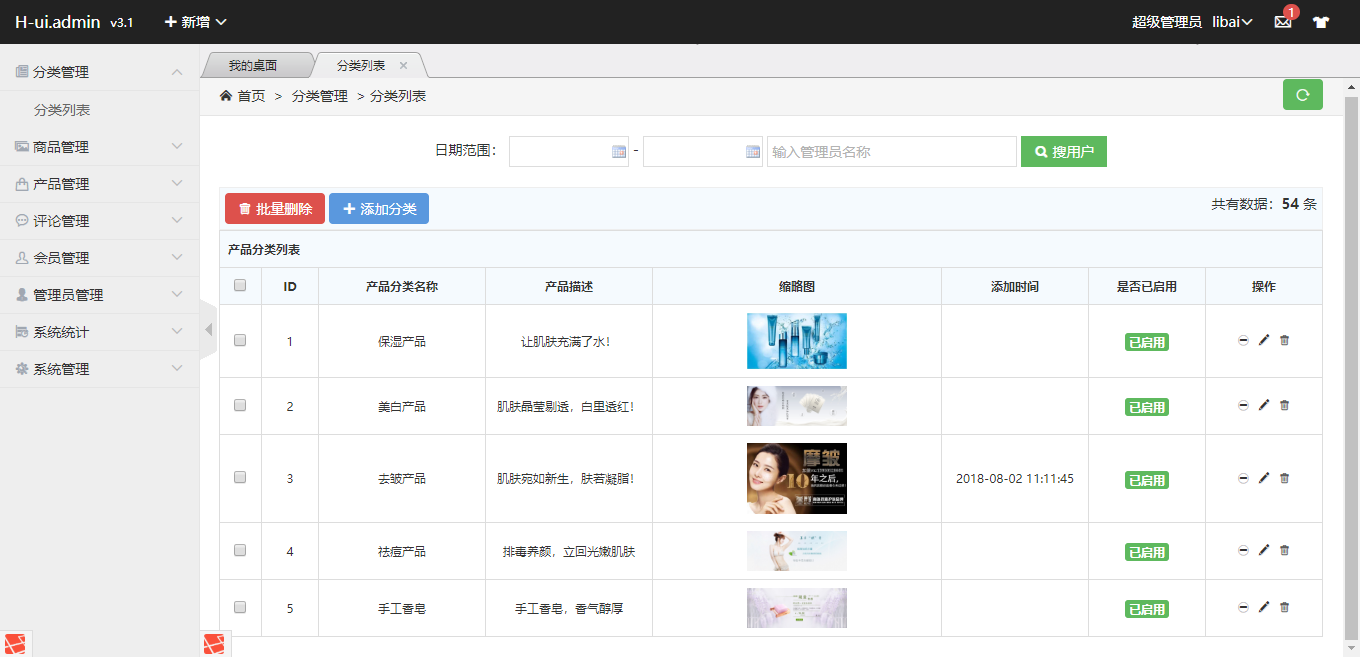 H-ui.admin v3.1 新增 超级管理员 libai 1
分类管理
分类列表
商品管理
产品管理
评论管理
会员管理
管理员管理
系统统计
系统管理
我的桌面 分类列表
首页 > 分类管理 > 分类列表
日期范围： - 输入管理员名称 搜用户
批量删除 添加分类 共有数据：54 条
产品分类列表
ID 产品分类名称 产品描述 缩略图 添加时间 是否已启用 操作
1 保湿产品 让肌肤充满了水！ 已启用
2 美白产品 肌肤晶莹剔透，白里透红！ 已启用
3 去皱产品 肌肤宛如新生，肤若凝脂！ 2018-08-02 11:11:45 已启用
摩皱
10年之后,
4 祛痘产品 排毒养颜，立回光嫩肌肤 已启用
5 手工香皂 手工香皂，香气醇厚 已启用